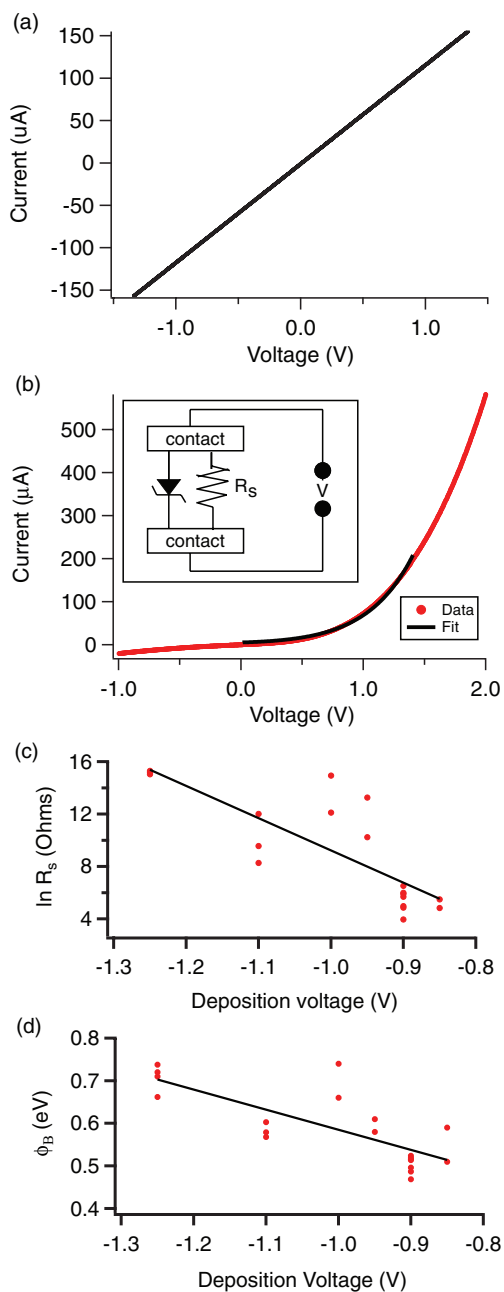 (a)
150
100
50
0
-50
-100
-150
Current (uA)
-1.0 0.0 1.0
Voltage (V)
(b)
500
400
300
200
100
0
Current (μA)
contact
R_s
V
contact
Data
Fit
-1.0 0.0 1.0 2.0
Voltage (V)
(c)
16
12
8
4
ln R_s (Ohms)
-1.3 -1.2 -1.1 -1.0 -0.9 -0.8
Deposition voltage (V)
(d)
0.8
0.7
0.6
0.5
0.4
ϕ_B (eV)
-1.3 -1.2 -1.1 -1.0 -0.9 -0.8
Deposition Voltage (V)